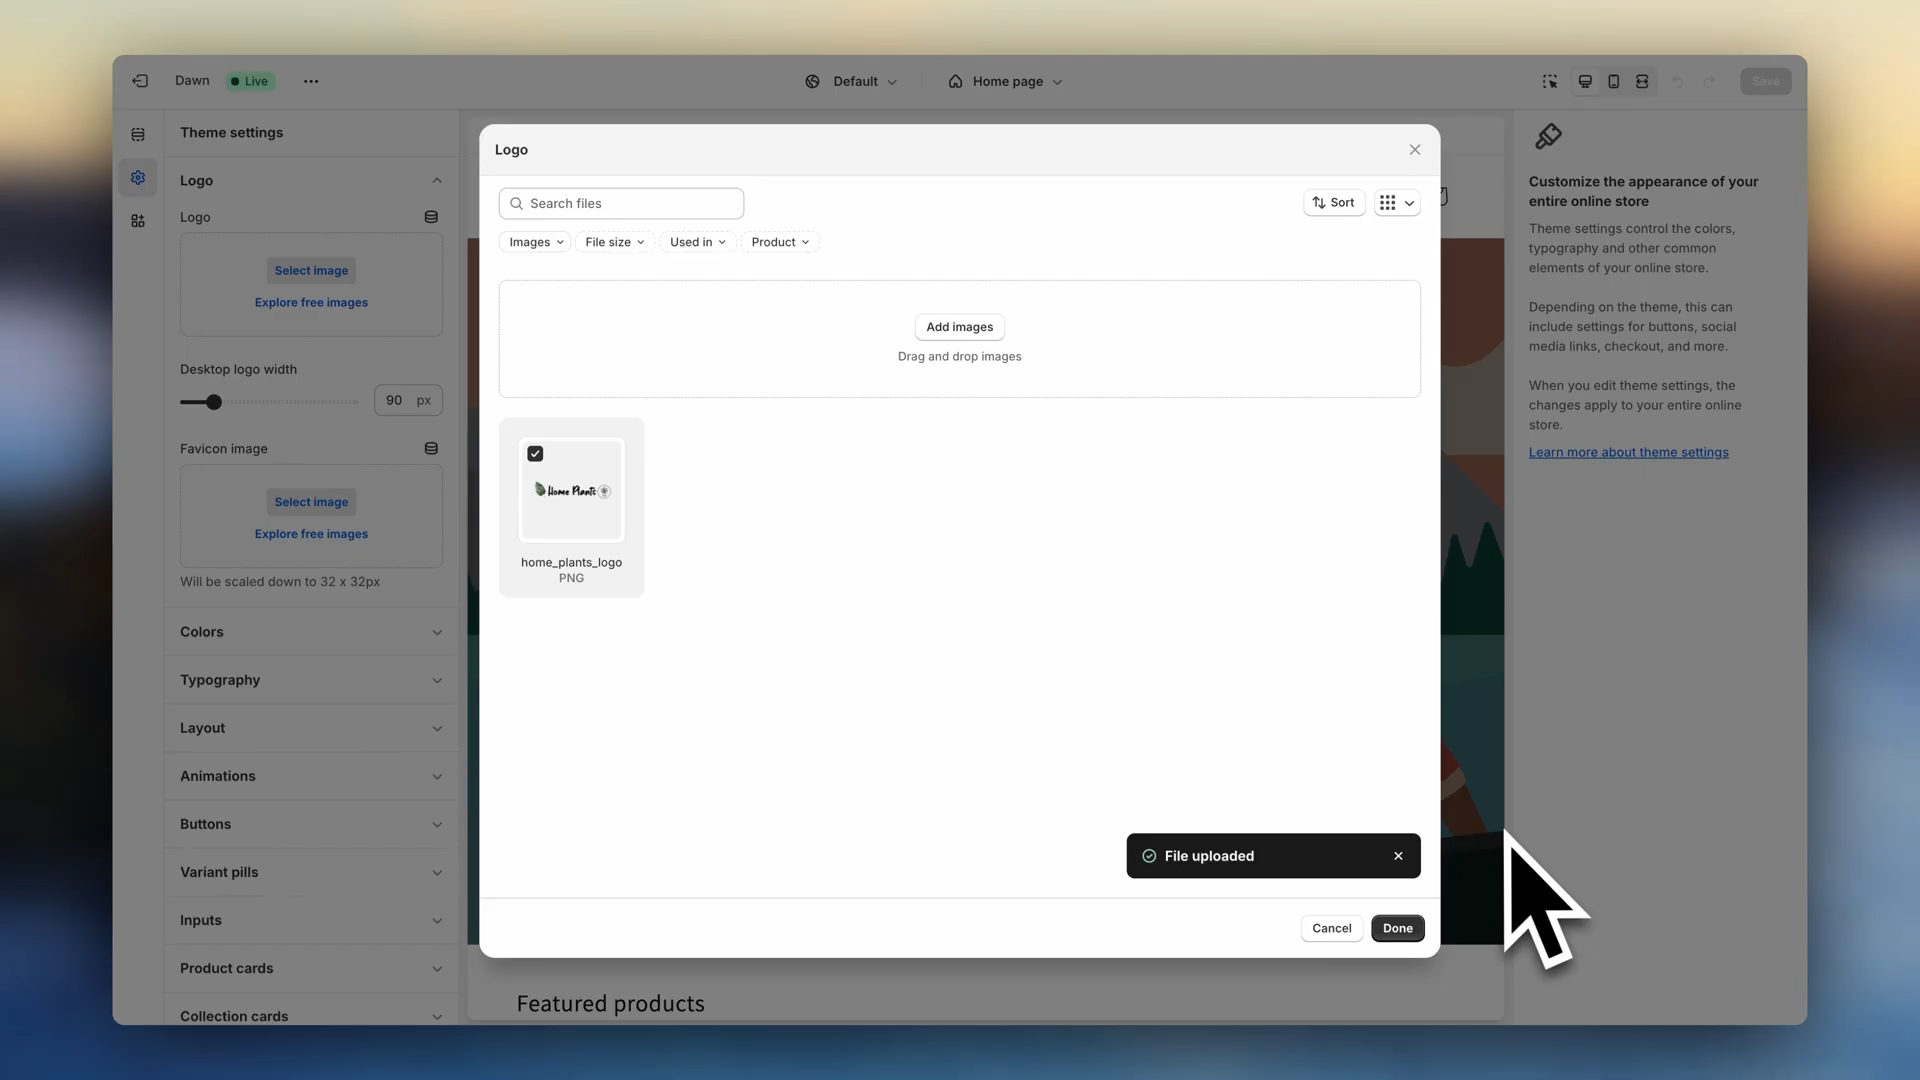 Dawn
Live
Default
Home page
Save
Theme settings
Logo
Logo
Select image
Explore free images
Desktop logo width
90 px
Favicon image
Select image
Explore free images
Will be scaled down to 32 x 32px
Colors
Typography
Layout
Animations
Buttons
Variant pills
Inputs
Product cards
Collection cards
Logo
Search files
Sort
Images
File size
Used in
Product
Add images
Drag and drop images
Home Plants
home_plants_logo
PNG
File uploaded
Cancel
Done
Featured products
Customize the appearance of your
entire online store
Theme settings control the colors,
typography and other common
elements of your online store.
Depending on the theme, this can
include settings for buttons, social
media links, checkout, and more.
When you edit theme settings, the
changes apply to your entire online
store.
Learn more about theme settings